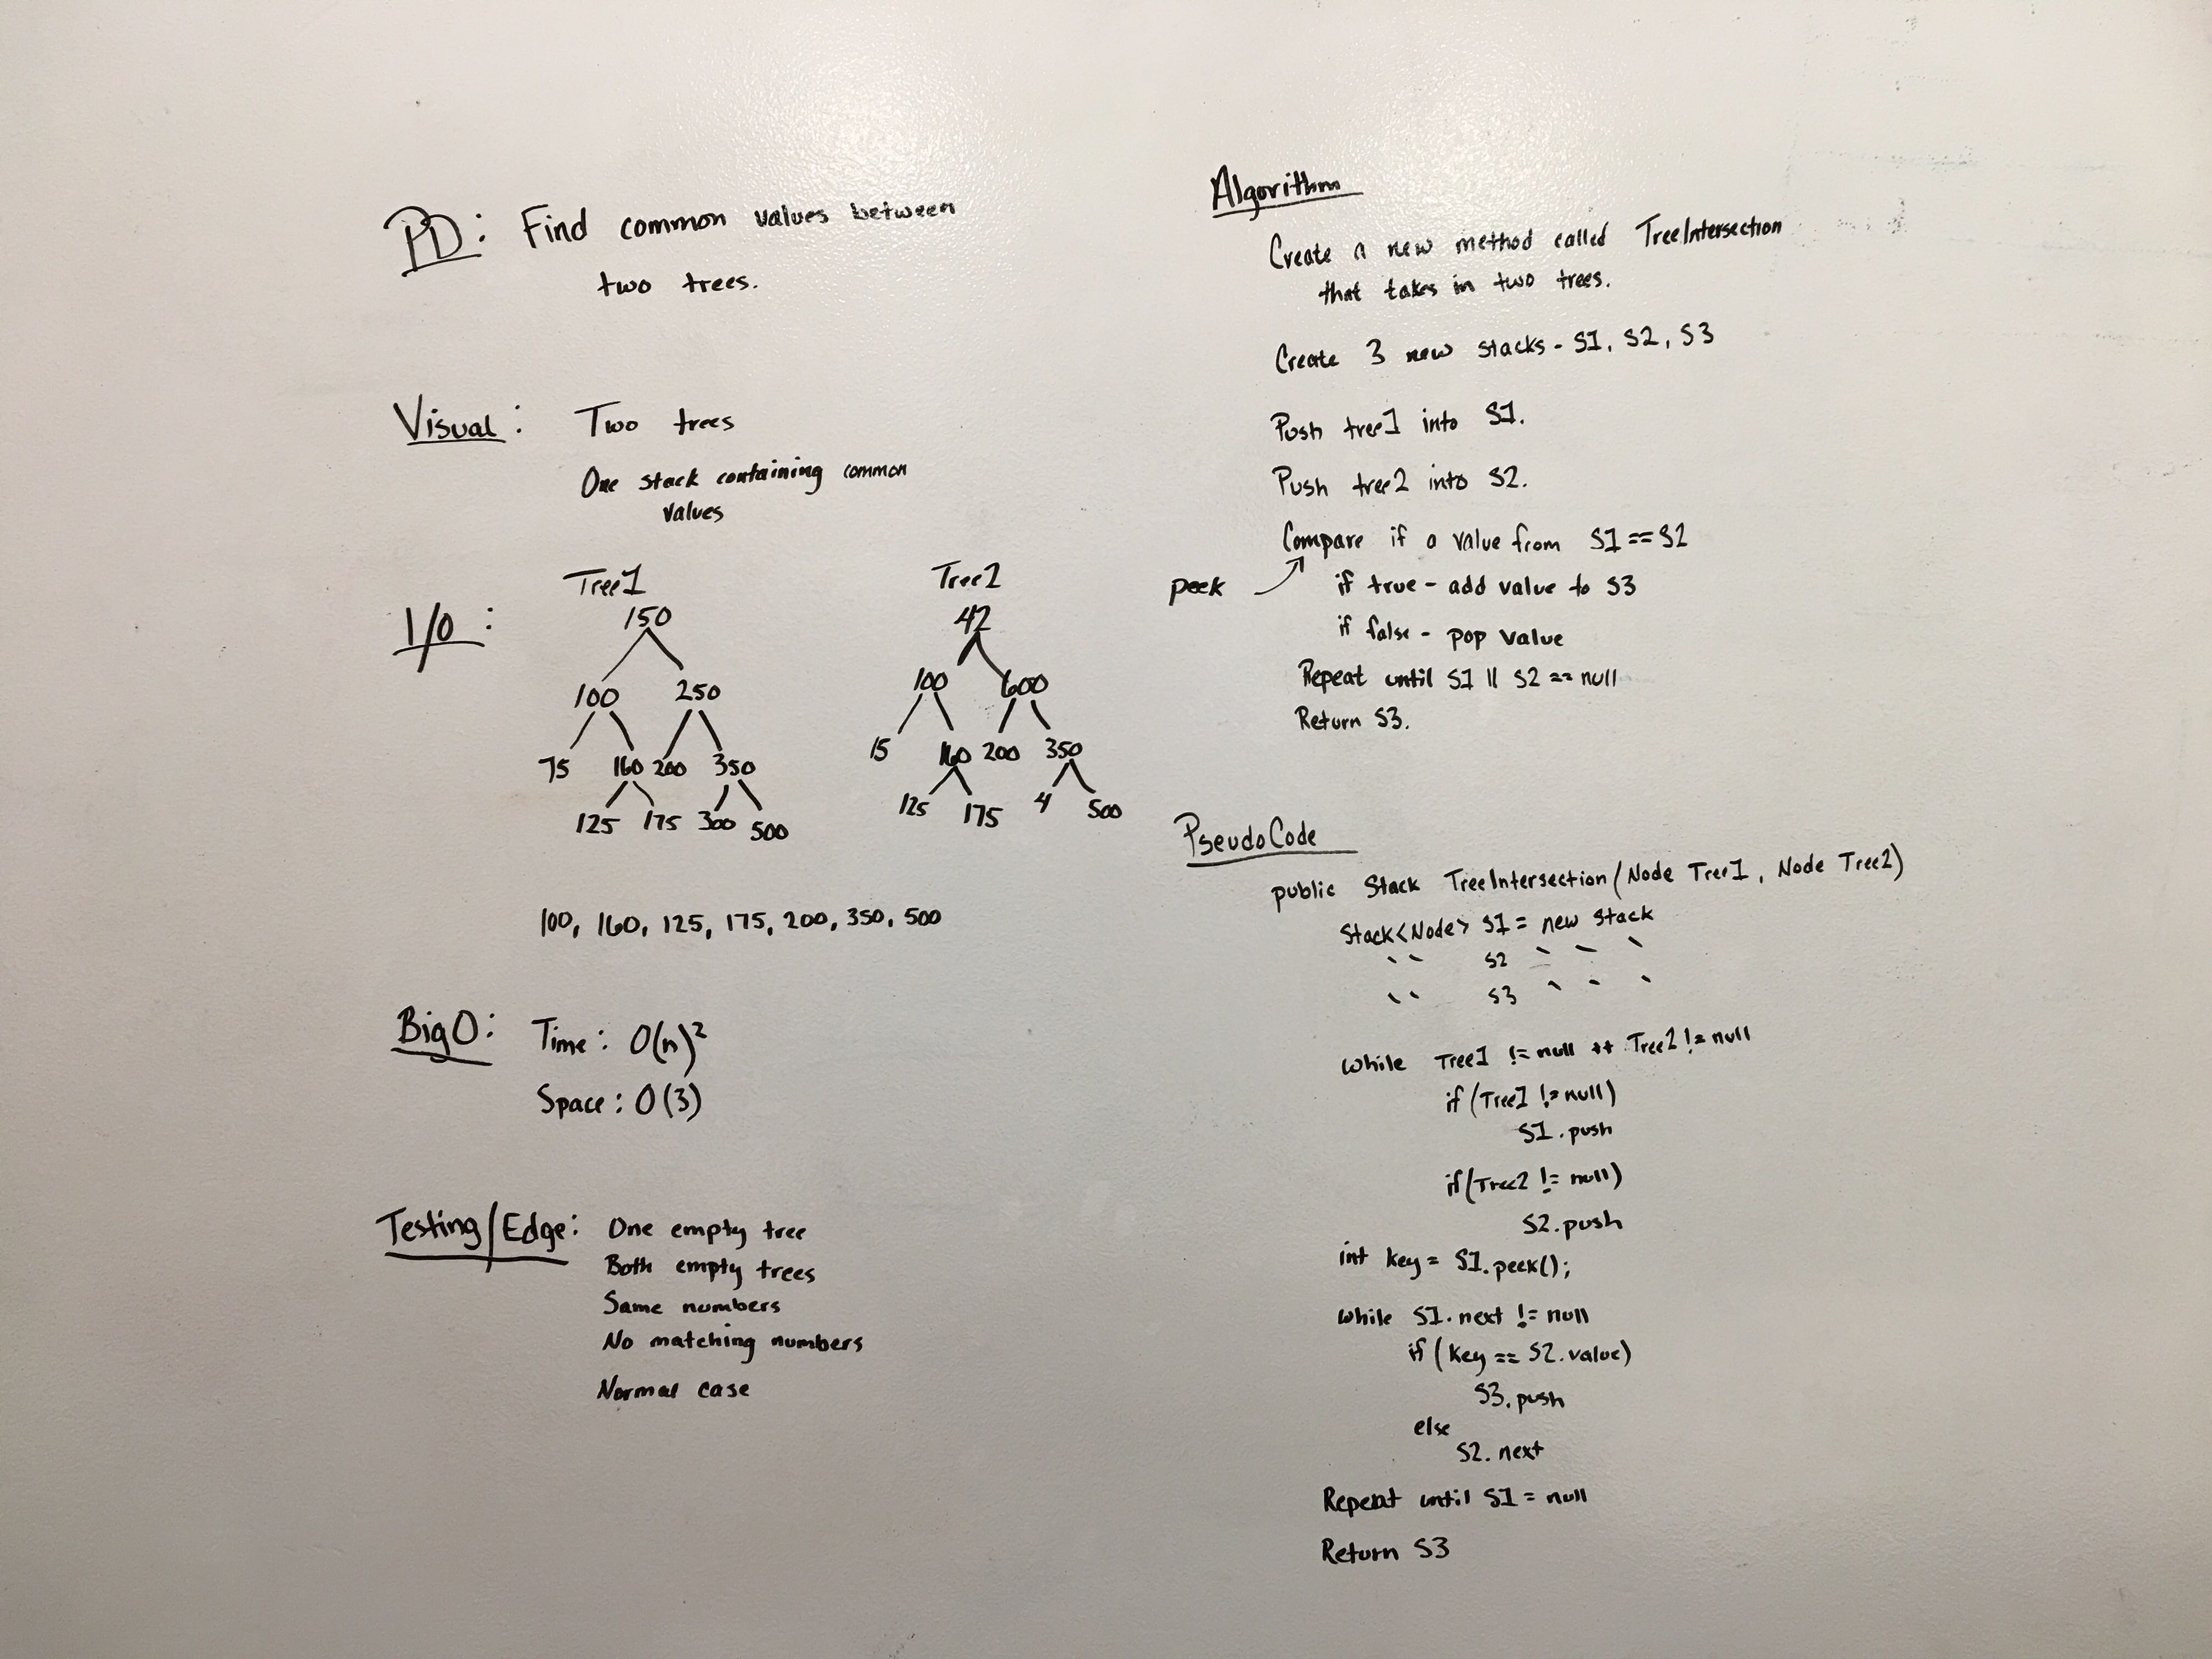 PD: Find common values between
two trees.
Visual: Two trees
One stack containing common
values
I/O:
Tree1
150
100 250
75 160 200 350
125 175 300 500
Tree2
42
100 600
15 160 200 350
125 175 4 500
100, 160, 125, 175, 200, 350, 500
Big O: Time: O(n)²
Space: O(3)
Testing/Edge: One empty tree
Both empty trees
Same numbers
No matching numbers
Normal case
Algorithm
Create a new method called TreeIntersection
that takes in two trees.
Create 3 new stacks - S1, S2, S3
Push tree1 into S1.
Push tree2 into S2.
Compare if a value from S1 == S2
peek
if true - add value to S3
if false - pop value
Repeat until S1 || S2 == null
Return S3.
PseudoCode
public Stack TreeIntersection(Node Tree1, Node Tree2)
Stack<Node> S1 = new stack
`` S2 ` ` `
`` S3 ` ` `
while Tree1 != null ++ Tree2 != null
if (Tree1 != null)
S1.push
if (Tree2 != null)
S2.push
int key = S1.peek();
while S1.next != null
if (key == S2.value)
S3.push
else
S2.next
Repeat until S1 = null
Return S3